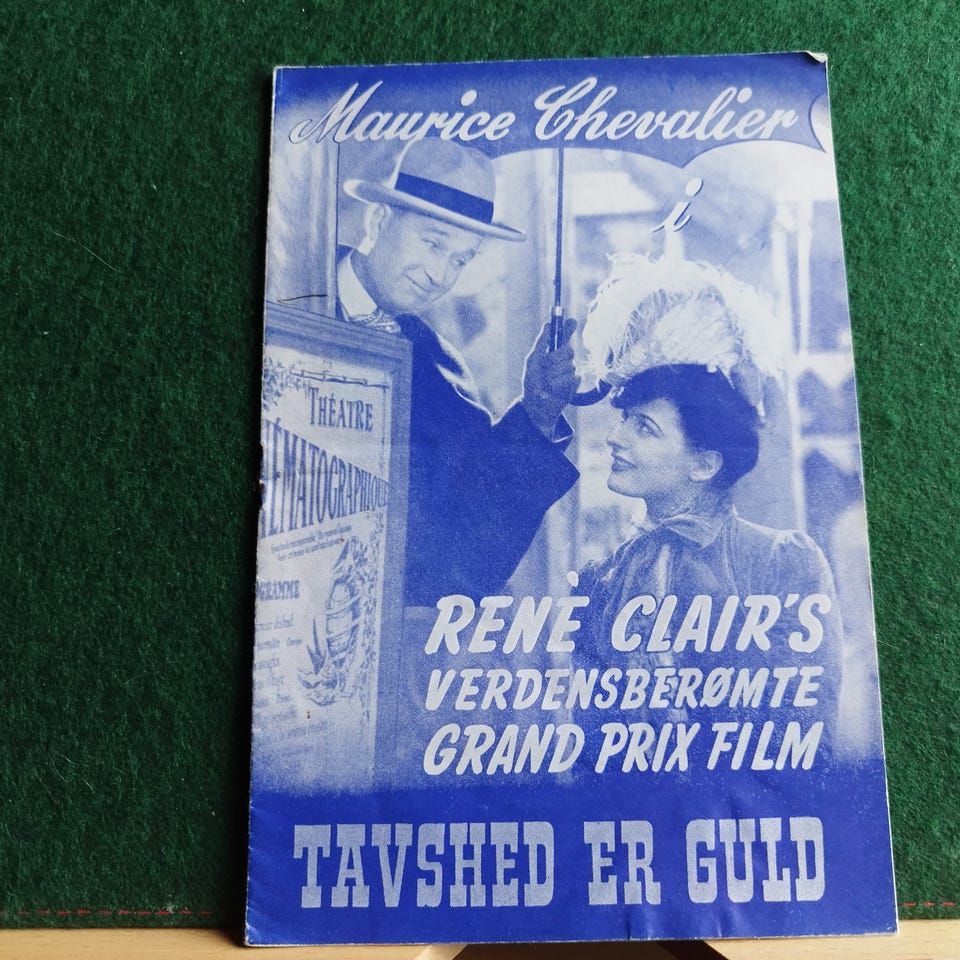 Maurice Chevalier
i
THÉATRE
RENÉ CLAIR'S
VERDENSBERØMTE
GRAND PRIX FILM
TAVSHED ER GULD